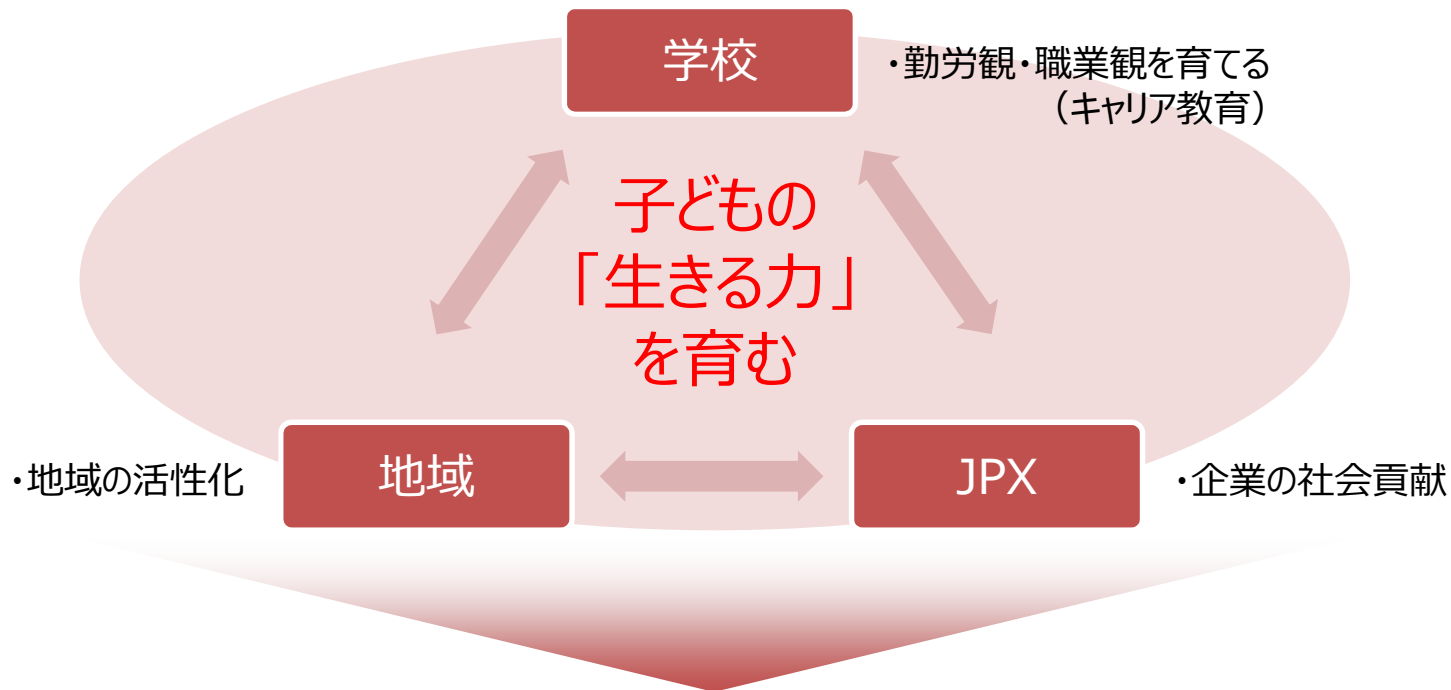 学校
・勤労観・職業観を育てる
（キャリア教育）
子どもの
「生きる力」
を育む
・地域の活性化
地域
JPX
・企業の社会貢献